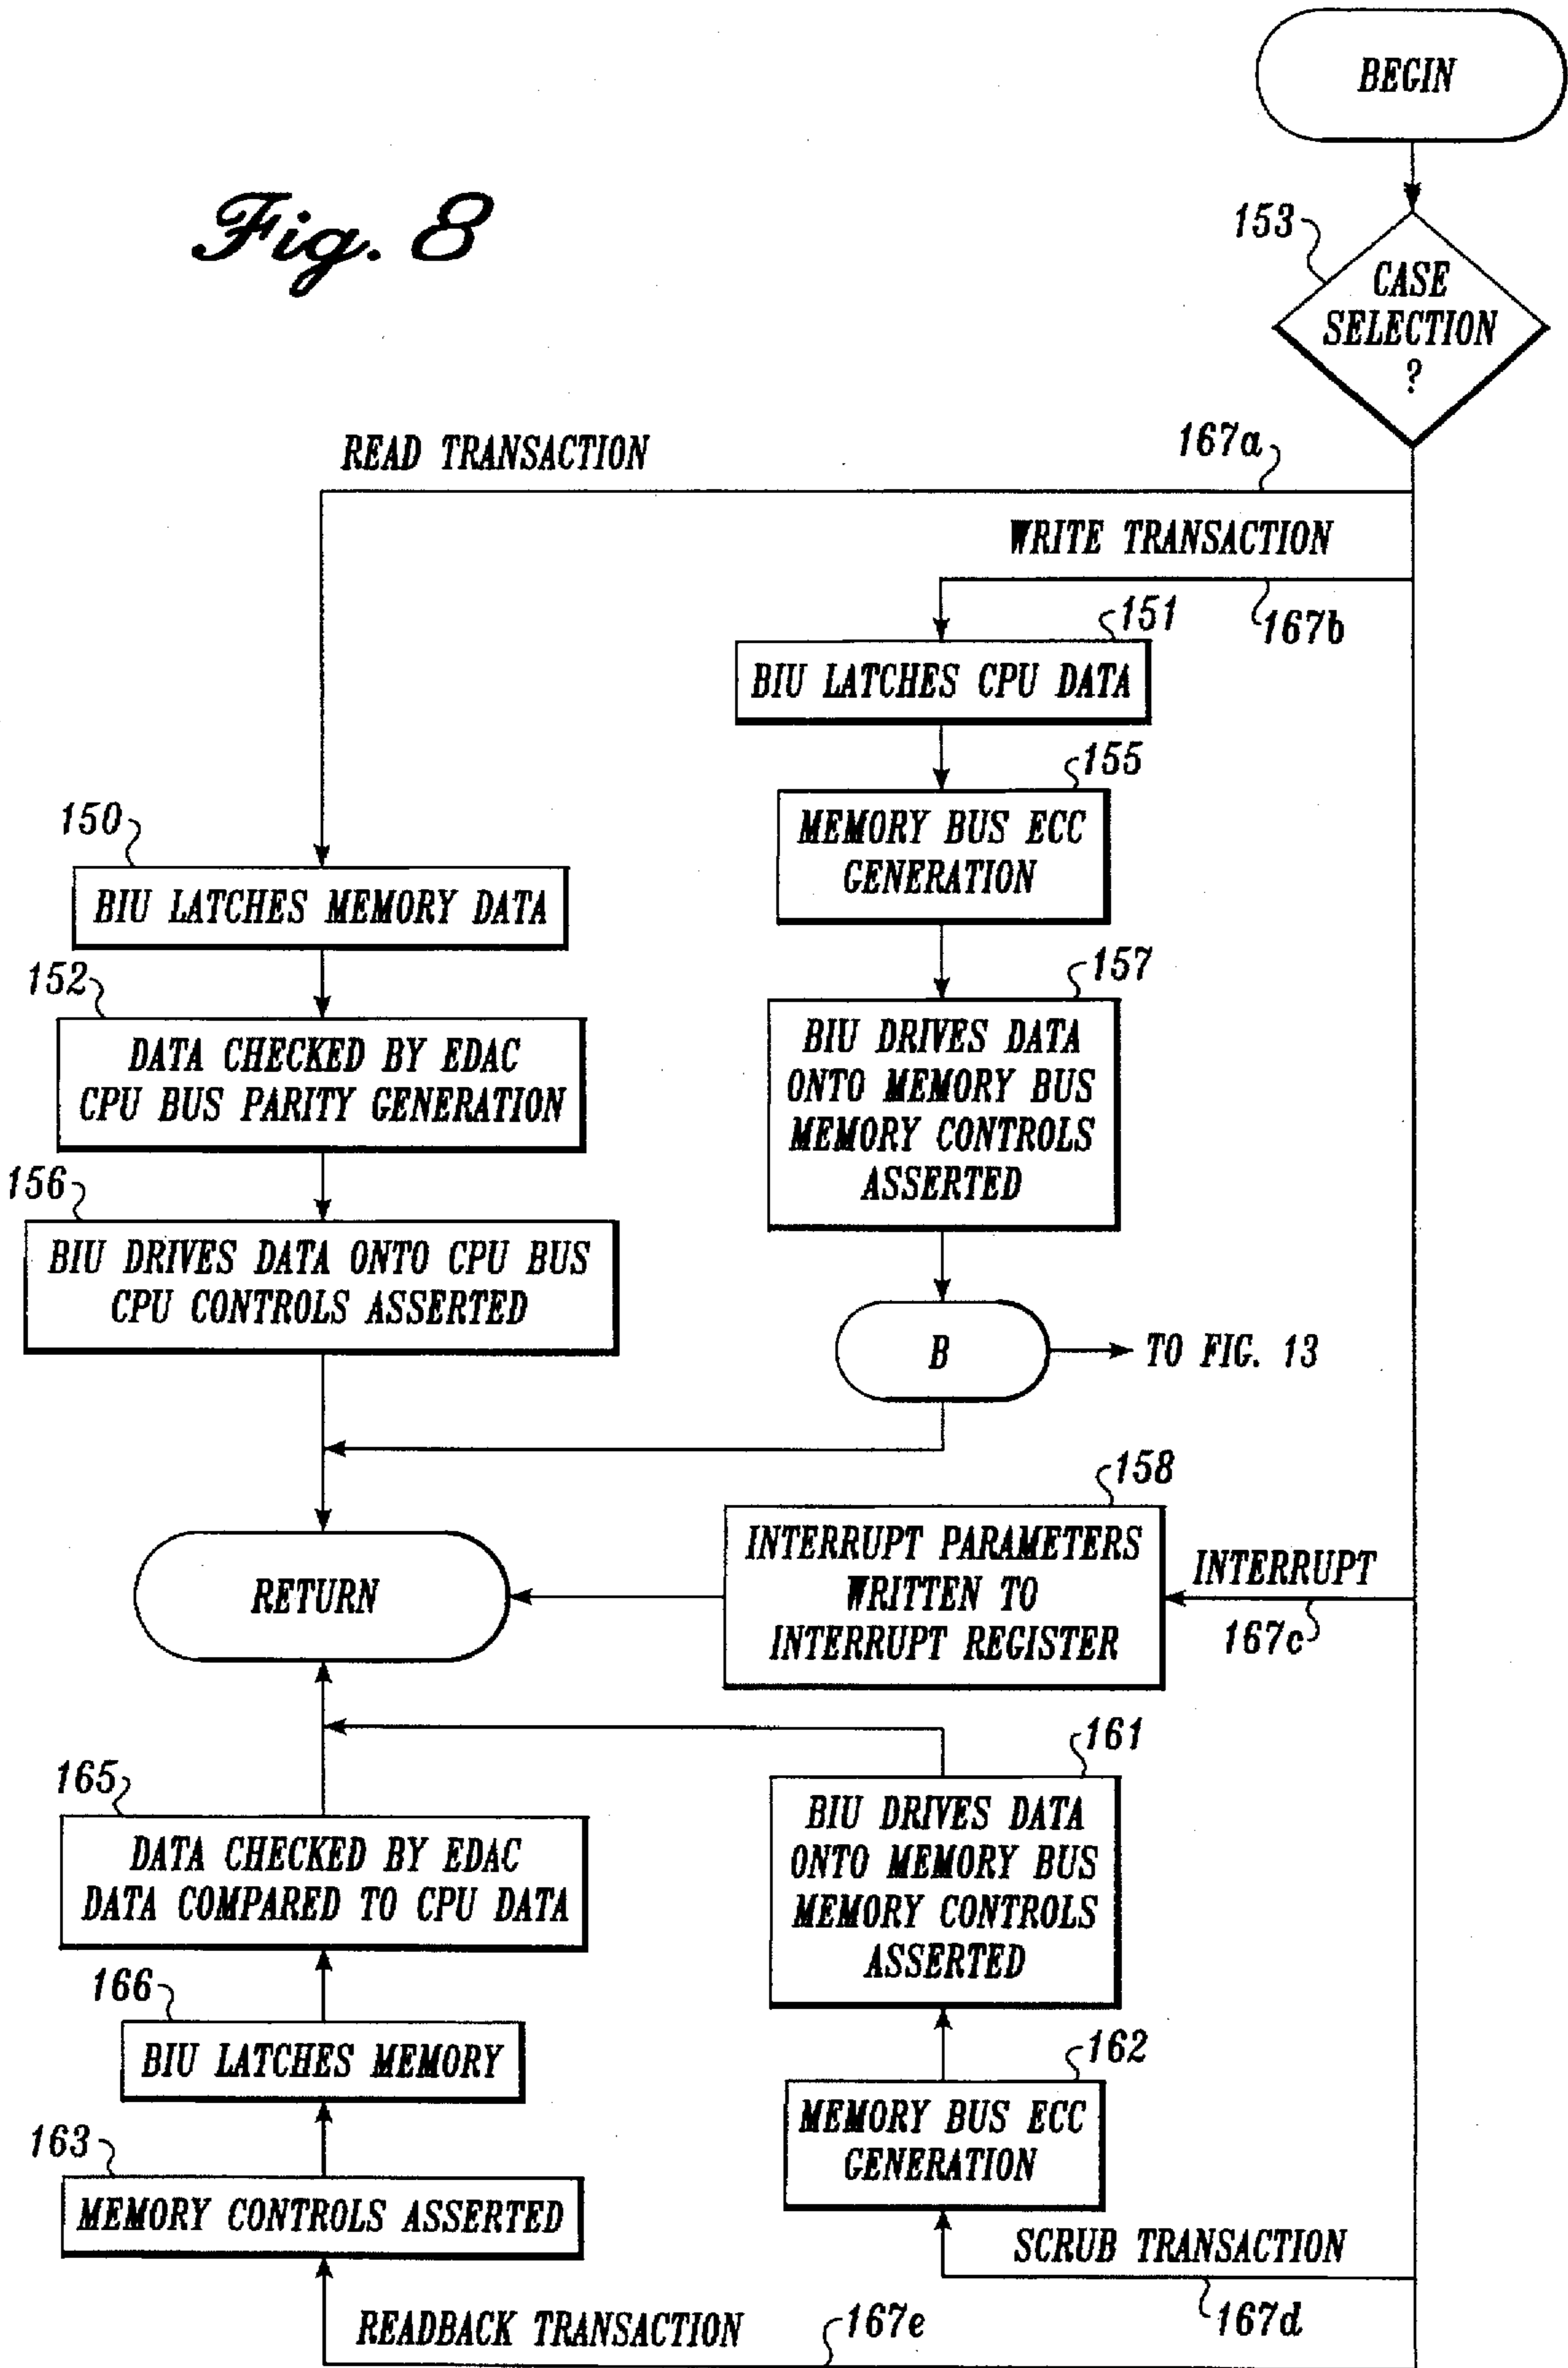 BEGIN
Fig. 8
153
CASE
SELECTION
?
READ TRANSACTION
167a
WRITE TRANSACTION
167b
151
BIU LATCHES CPU DATA
155
MEMORY BUS ECC
GENERATION
150
BIU LATCHES MEMORY DATA
157
BIU DRIVES DATA
ONTO MEMORY BUS
MEMORY CONTROLS
ASSERTED
152
DATA CHECKED BY EDAC
CPU BUS PARITY GENERATION
156
BIU DRIVES DATA ONTO CPU BUS
CPU CONTROLS ASSERTED
B
TO FIG. 13
158
INTERRUPT PARAMETERS
WRITTEN TO
INTERRUPT REGISTER
INTERRUPT
167c
RETURN
161
BIU DRIVES DATA
ONTO MEMORY BUS
MEMORY CONTROLS
ASSERTED
165
DATA CHECKED BY EDAC
DATA COMPARED TO CPU DATA
166
BIU LATCHES MEMORY
162
MEMORY BUS ECC
GENERATION
163
MEMORY CONTROLS ASSERTED
SCRUB TRANSACTION
167d
READBACK TRANSACTION
167e